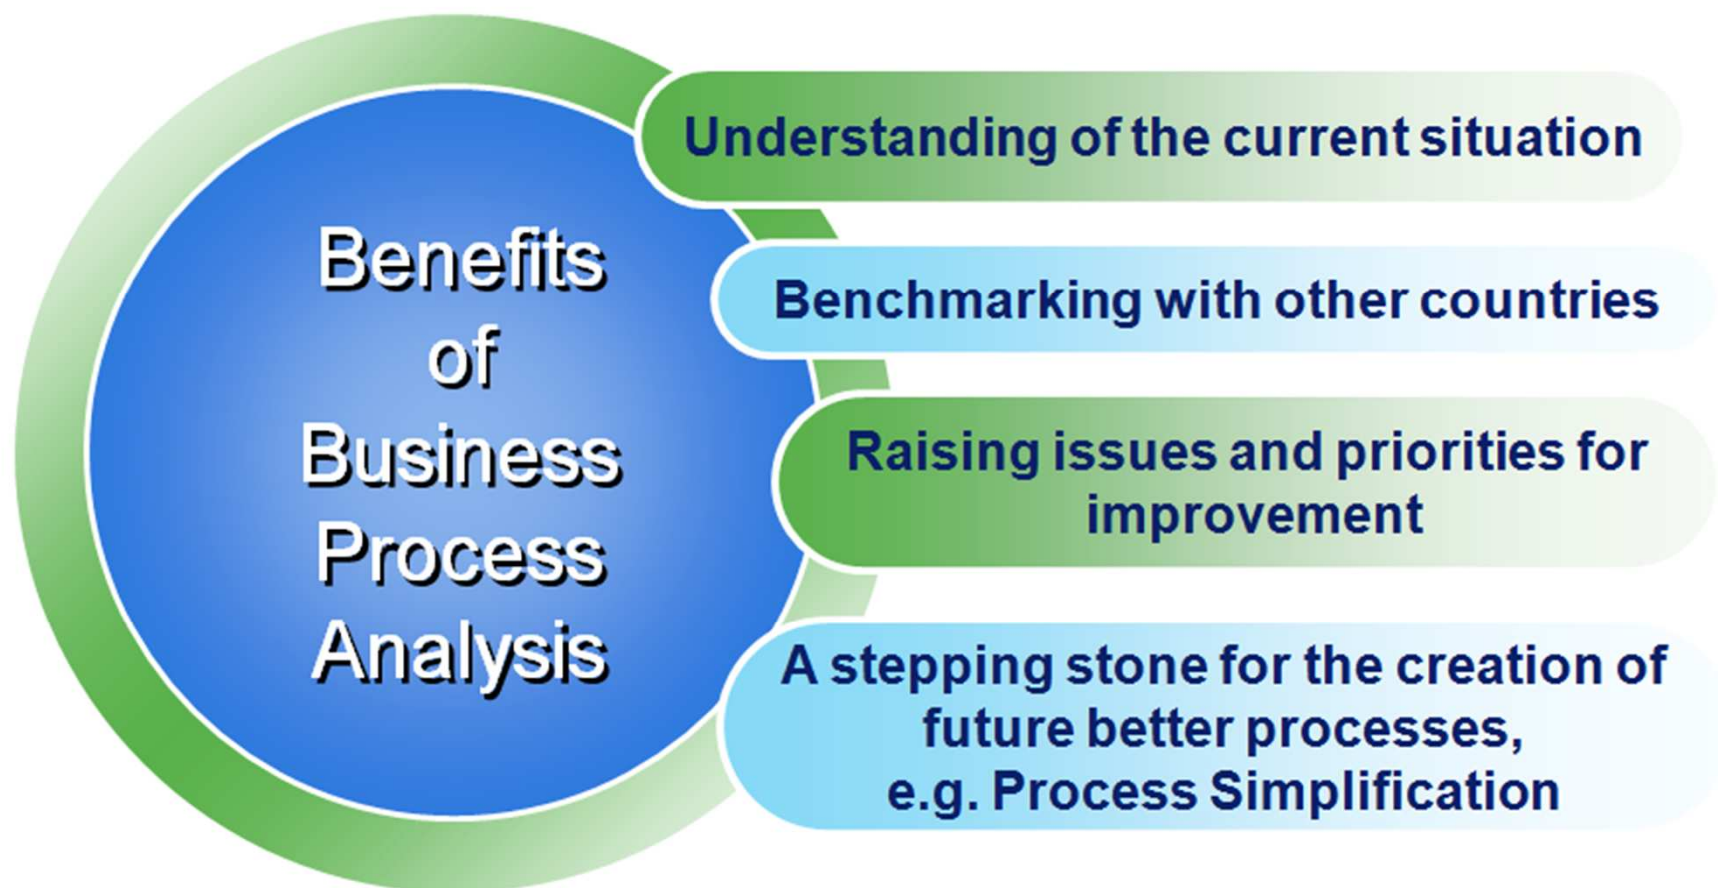 Benefits
of
Business
Process
Analysis
Understanding of the current situation
Benchmarking with other countries
Raising issues and priorities for
improvement
A stepping stone for the creation of
future better processes,
e.g. Process Simplification